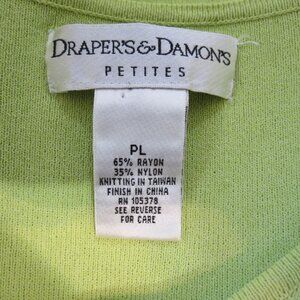 DRAPER'S & DAMON'S
PETITES
PL
65% RAYON
35% NYLON
KNITTING IN TAIWAN
FINISH IN CHINA
RN 105378
SEE REVERSE
FOR CARE